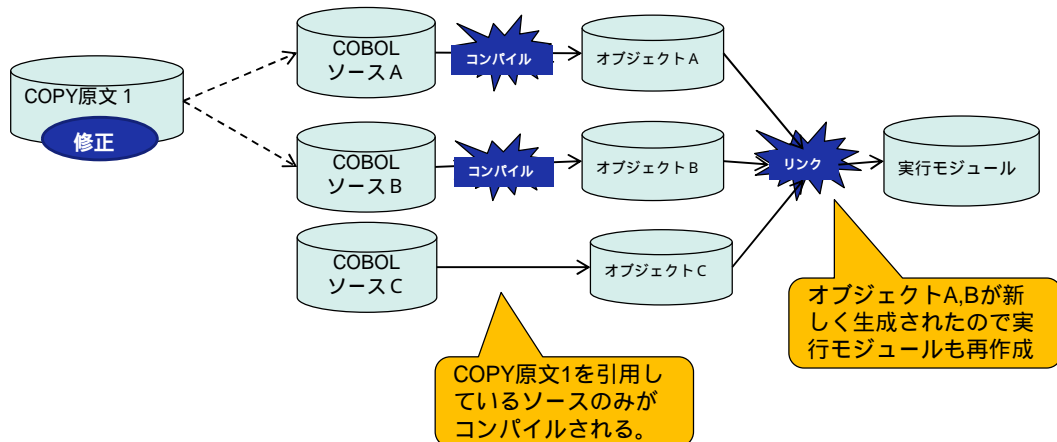 COPY原文１
修正
COBOL
ソースA
コンパイル
オブジェクトA
COBOL
ソースB
コンパイル
オブジェクトB
リンク
実行モジュール
COBOL
ソースC
オブジェクトC
オブジェクトA,Bが新
しく生成されたので実
行モジュールも再作成
COPY原文1を引用し
ているソースのみが
コンパイルされる。